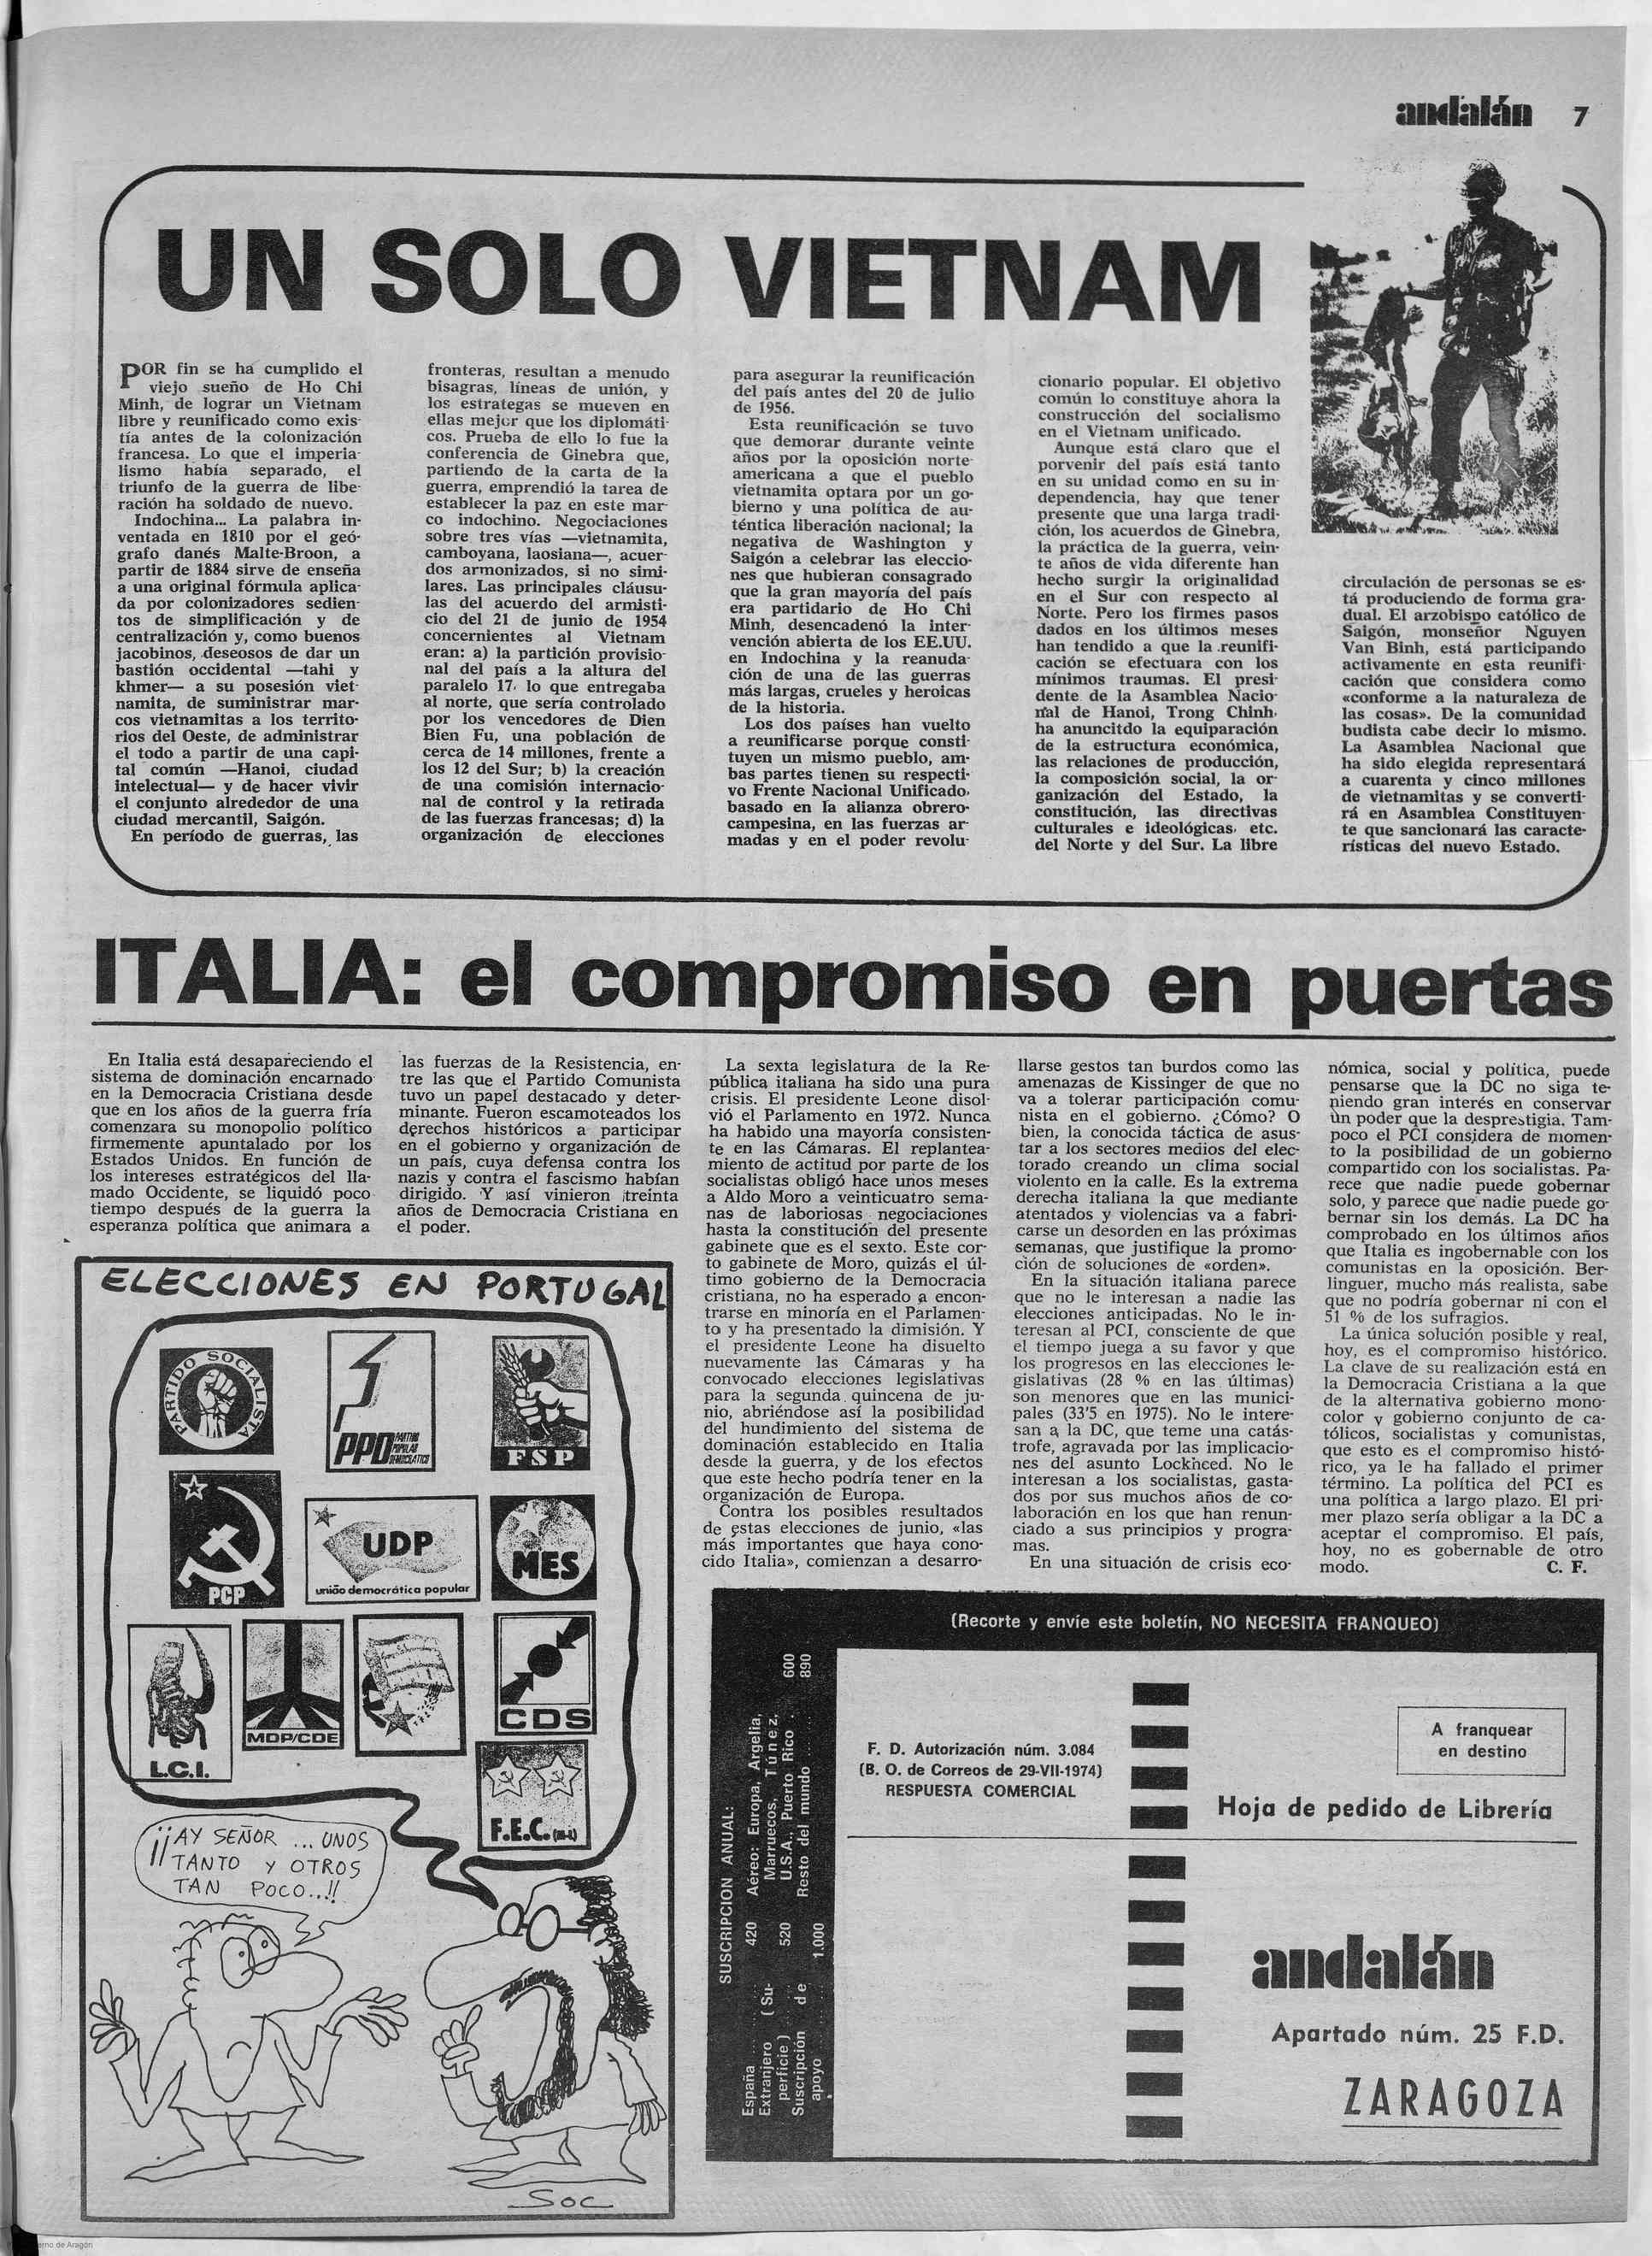 andalán 7
UN SOLO VIETNAM
POR fin se ha cumplido el
viejo sueño de Ho Chi
Minh, de lograr un Vietnam
libre y reunificado como exis-
tía antes de la colonización
francesa. Lo que el imperia-
lismo había separado, el
triunfo de la guerra de libe-
ración ha soldado de nuevo.
Indochina... La palabra in-
ventada en 1810 por el geó-
grafo danés Malte-Broon, a
partir de 1884 sirve de enseña
a una original fórmula aplica-
da por colonizadores sedien-
tos de simplificación y de
centralización y, como buenos
jacobinos, deseosos de dar un
bastión occidental —tahi y
khmer— a su posesión viet-
namita, de suministrar mar-
cos vietnamitas a los territo-
rios del Oeste, de administrar
el todo a partir de una capi-
tal común —Hanoi, ciudad
intelectual— y de hacer vivir
el conjunto alrededor de una
ciudad mercantil, Saigón.
En período de guerras, las
fronteras, resultan a menudo
bisagras, líneas de unión, y
los estrategas se mueven en
ellas mejor que los diplomáti-
cos. Prueba de ello lo fue la
conferencia de Ginebra que,
partiendo de la carta de la
guerra, emprendió la tarea de
establecer la paz en este mar-
co indochino. Negociaciones
sobre tres vías —vietnamita,
camboyana, laosiana—, acuer-
dos armonizados, si no simi-
lares. Las principales cláusu-
las del acuerdo del armisti-
cio del 21 de junio de 1954
concernientes al Vietnam
eran: a) la partición provisio-
nal del país a la altura del
paralelo 17, lo que entregaba
al norte, que sería controlado
por los vencedores de Dien
Bien Fu, una población de
cerca de 14 millones, frente a
los 12 del Sur; b) la creación
de una comisión internacio-
nal de control y la retirada
de las fuerzas francesas; d) la
organización de elecciones
para asegurar la reunificación
del país antes del 20 de julio
de 1956.
Esta reunificación se tuvo
que demorar durante veinte
años por la oposición norte-
americana a que el pueblo
vietnamita optara por un go-
bierno y una política de au-
téntica liberación nacional; la
negativa de Washington y
Saigón a celebrar las eleccio-
nes que hubieran consagrado
que la gran mayoría del país
era partidario de Ho Chi
Minh, desencadenó la inter-
vención abierta de los EE.UU.
en Indochina y la reanuda-
ción de una de las guerras
más largas, crueles y heroicas
de la historia.
Los dos países han vuelto
a reunificarse porque consti-
tuyen un mismo pueblo, am-
bas partes tienen su respecti-
vo Frente Nacional Unificado,
basado en la alianza obrero-
campesina, en las fuerzas ar-
madas y en el poder revolu-
cionario popular. El objetivo
común lo constituye ahora la
construcción del socialismo
en el Vietnam unificado.
Aunque está claro que el
porvenir del país está tanto
en su unidad como en su in-
dependencia, hay que tener
presente que una larga tradi-
ción, los acuerdos de Ginebra,
la práctica de la guerra, vein-
te años de vida diferente han
hecho surgir la originalidad
en el Sur con respecto al
Norte. Pero los firmes pasos
dados en los últimos meses
han tendido a que la reunifi-
cación se efectuara con los
mínimos traumas. El presi-
dente de la Asamblea Nacio-
nal de Hanoi, Trong Chinh,
ha anuncitdo la equiparación
de la estructura económica,
las relaciones de producción,
la composición social, la or-
ganización del Estado, la
constitución, las directivas
culturales e ideológicas, etc.
del Norte y del Sur. La libre
circulación de personas se es-
tá produciendo de forma gra-
dual. El arzobispo católico de
Saigón, monseñor Nguyen
Van Binh, está participando
activamente en esta reunifi-
cación que considera como
«conforme a la naturaleza de
las cosas». De la comunidad
budista cabe decir lo mismo.
La Asamblea Nacional que
ha sido elegida representará
a cuarenta y cinco millones
de vietnamitas y se converti-
rá en Asamblea Constituyen-
te que sancionará las caracte-
rísticas del nuevo Estado.
ITALIA: el compromiso en puertas
En Italia está desapareciendo el
sistema de dominación encarnado
en la Democracia Cristiana desde
que en los años de la guerra fría
comenzara su monopolio político
firmemente apuntalado por los
Estados Unidos. En función de
los intereses estratégicos del lla-
mado Occidente, se liquidó poco
tiempo después de la guerra la
esperanza política que animara a
las fuerzas de la Resistencia, en-
tre las que el Partido Comunista
tuvo un papel destacado y deter-
minante. Fueron escamoteados los
derechos históricos a participar
en el gobierno y organización de
un país, cuya defensa contra los
nazis y contra el fascismo habían
dirigido. Y así vinieron treinta
años de Democracia Cristiana en
el poder.
La sexta legislatura de la Re-
pública italiana ha sido una pura
crisis. El presidente Leone disol-
vió el Parlamento en 1972. Nunca
ha habido una mayoría consisten-
te en las Cámaras. El replantea-
miento de actitud por parte de los
socialistas obligó hace unos meses
a Aldo Moro a veinticuatro sema-
nas de laboriosas negociaciones
hasta la constitución del presente
gabinete que es el sexto. Este cor-
to gabinete de Moro, quizás el úl-
timo gobierno de la Democracia
cristiana, no ha esperado a encon-
trarse en minoría en el Parlamen-
to y ha presentado la dimisión. Y
el presidente Leone ha disuelto
nuevamente las Cámaras y ha
convocado elecciones legislativas
para la segunda quincena de ju-
nio, abriéndose así la posibilidad
del hundimiento del sistema de
dominación establecido en Italia
desde la guerra, y de los efectos
que este hecho podría tener en la
organización de Europa.
Contra los posibles resultados
de estas elecciones de junio, «las
más importantes que haya cono-
cido Italia», comienzan a desarro-
llarse gestos tan burdos como las
amenazas de Kissinger de que no
va a tolerar participación comu-
nista en el gobierno. ¿Cómo? O
bien, la conocida táctica de asus-
tar a los sectores medios del elec-
torado creando un clima social
violento en la calle. Es la extrema
derecha italiana la que mediante
atentados y violencias va a fabri-
carse un desorden en las próximas
semanas, que justifique la promo-
ción de soluciones de «orden».
En la situación italiana parece
que no le interesan a nadie las
elecciones anticipadas. No le in-
teresan al PCI, consciente de que
el tiempo juega a su favor y que
los progresos en las elecciones le-
gislativas (28 % en las últimas)
son menores que en las munici-
pales (33'5 en 1975). No le intere-
san a la DC, que teme una catás-
trofe, agravada por las implicacio-
nes del asunto Lockheed. No le
interesan a los socialistas, gasta-
dos por sus muchos años de co-
laboración en los que han renun-
ciado a sus principios y progra-
mas.
En una situación de crisis eco-
nómica, social y política, puede
pensarse que la DC no siga te-
niendo gran interés en conservar
un poder que la desprestigia. Tam-
poco el PCI considera de momen-
to la posibilidad de un gobierno
compartido con los socialistas. Pa-
rece que nadie puede gobernar
solo, y parece que nadie puede go-
bernar sin los demás. La DC ha
comprobado en los últimos años
que Italia es ingobernable con los
comunistas en la oposición. Ber-
linguer, mucho más realista, sabe
que no podría gobernar ni con el
51 % de los sufragios.
La única solución posible y real,
hoy, es el compromiso histórico.
La clave de su realización está en
la Democracia Cristiana a la que
de la alternativa gobierno mono-
color y gobierno conjunto de ca-
tólicos, socialistas y comunistas,
que esto es el compromiso histó-
rico, ya le ha fallado el primer
término. La política del PCI es
una política a largo plazo. El pri-
mer plazo sería obligar a la DC a
aceptar el compromiso. El país,
hoy, no es gobernable de otro
modo. C. F.
ELECCIONES EN PORTUGAL
PARTIDO SOCIALISTA
PPD PARTIDO
POPULAR
DEMOCRATICO
FSP
PCP
UDP
união democrática popular
MES
L.C.I.
MDP/CDE
CDS
F.E.C. (m-l)
¡¡AY SEÑOR ... UNOS
TANTO Y OTROS
TAN POCO...!!
SOC
(Recorte y envíe este boletín, NO NECESITA FRANQUEO)
SUSCRIPCION ANUAL:
España ... 420
Extranjero (Su-
perficie) ... 520
Suscripción de
apoyo ... 1.000
Aéreo: Europa, Argelia,
Marruecos, Túnez,
U.S.A., Puerto Rico . 600
Resto del mundo ... 890
F. D. Autorización núm. 3.084
(B. O. de Correos de 29-VII-1974)
RESPUESTA COMERCIAL
A franquear
en destino
Hoja de pedido de Librería
andalán
Apartado núm. 25 F.D.
ZARAGOZA
erno de Aragón